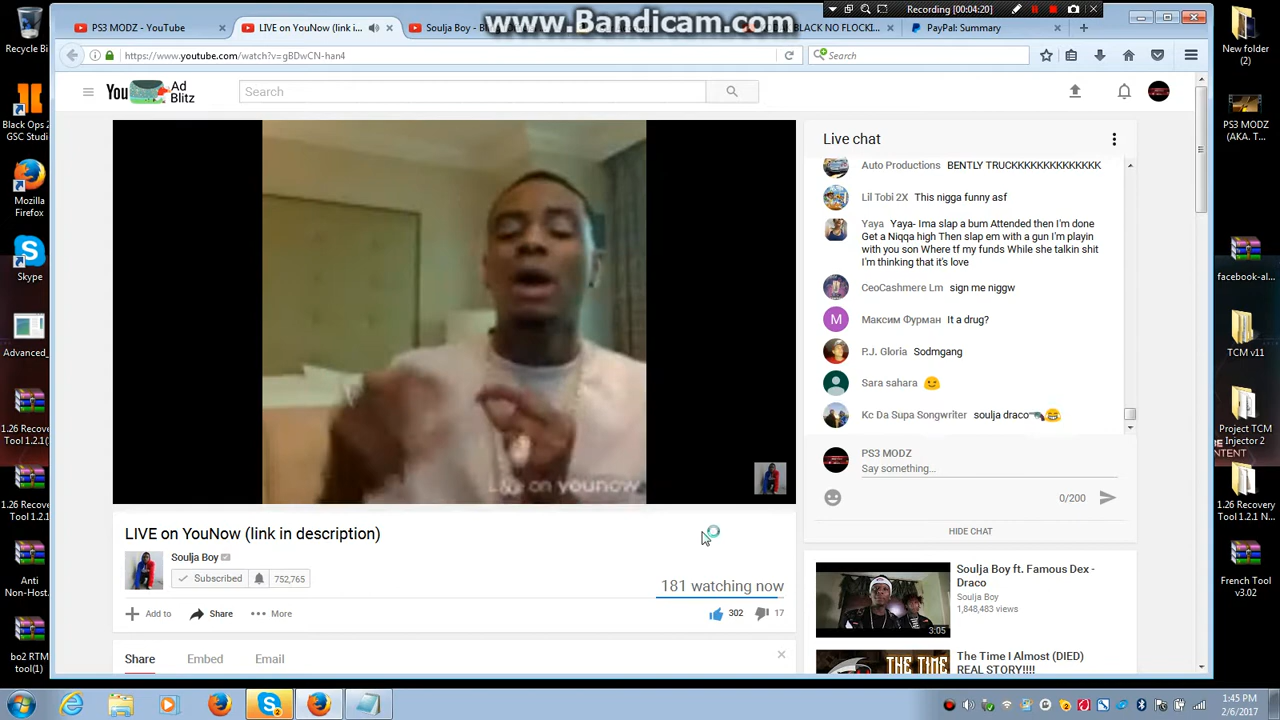 www.Bandicam.com
Recording [00:04:20]
PS3 MODZ - YouTube
LIVE on YouNow (link i...
Soulja Boy -
BLACK NO FLOCKI
PayPal: Summary
https://www.youtube.com/watch?v=gBDwCN-han4
Search
You
Ad
Blitz
Search
Live chat
Auto Productions BENTLY TRUCKKKKKKKKKKKKKK
Lil Tobi 2X This nigga funny asf
Yaya Yaya- Ima slap a bum Attended then I'm done
Get a Niqqa high Then slap em with a gun I'm playin
with you son Where tf my funds While she talkin shit
I'm thinking that it's love
CeoCashmere Lm sign me niggw
Максим Фурман It a drug?
P.J. Gloria Sodmgang
Sara sahara
Kc Da Supa Songwriter soulja draco
PS3 MODZ
Say something...
0/200
HIDE CHAT
Live on younow
LIVE on YouNow (link in description)
Soulja Boy
Subscribed
752,765
181 watching now
Add to
Share
More
302
17
Share
Embed
Email
Soulja Boy ft. Famous Dex -
Draco
Soulja Boy
1,848,483 views
3:05
The Time I Almost (DIED)
REAL STORY!!!!
THE TIME
Recycle Bin
Black Ops 2
GSC Studi
Mozilla
Firefox
Skype
Advanced_
1.26 Recove
Tool 1.2.1(
1.26 Recov
Tool 1.2.1
Anti
Non-Host.
bo2 RTM
tool(1)
New folder
(2)
PS3 MODZ
(AKA. T...
facebook-al...
TCM v11
Project TCM
Injector 2
CONTENT
1.26 Recovery
Tool 1.2.1 N...
French Tool
v3.02
1:45 PM
2/6/2017